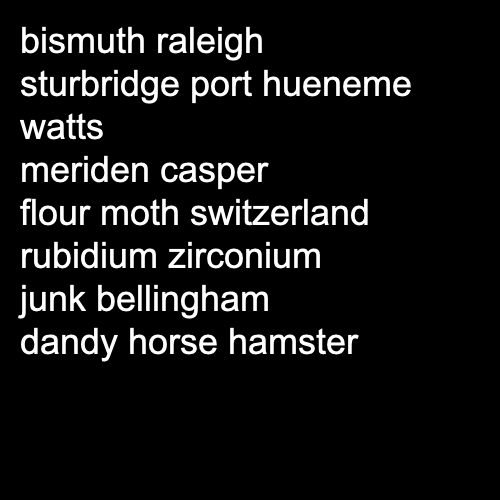 bismuth raleigh
sturbridge port hueneme
watts
meriden casper
flour moth switzerland
rubidium zirconium
junk bellingham
dandy horse hamster